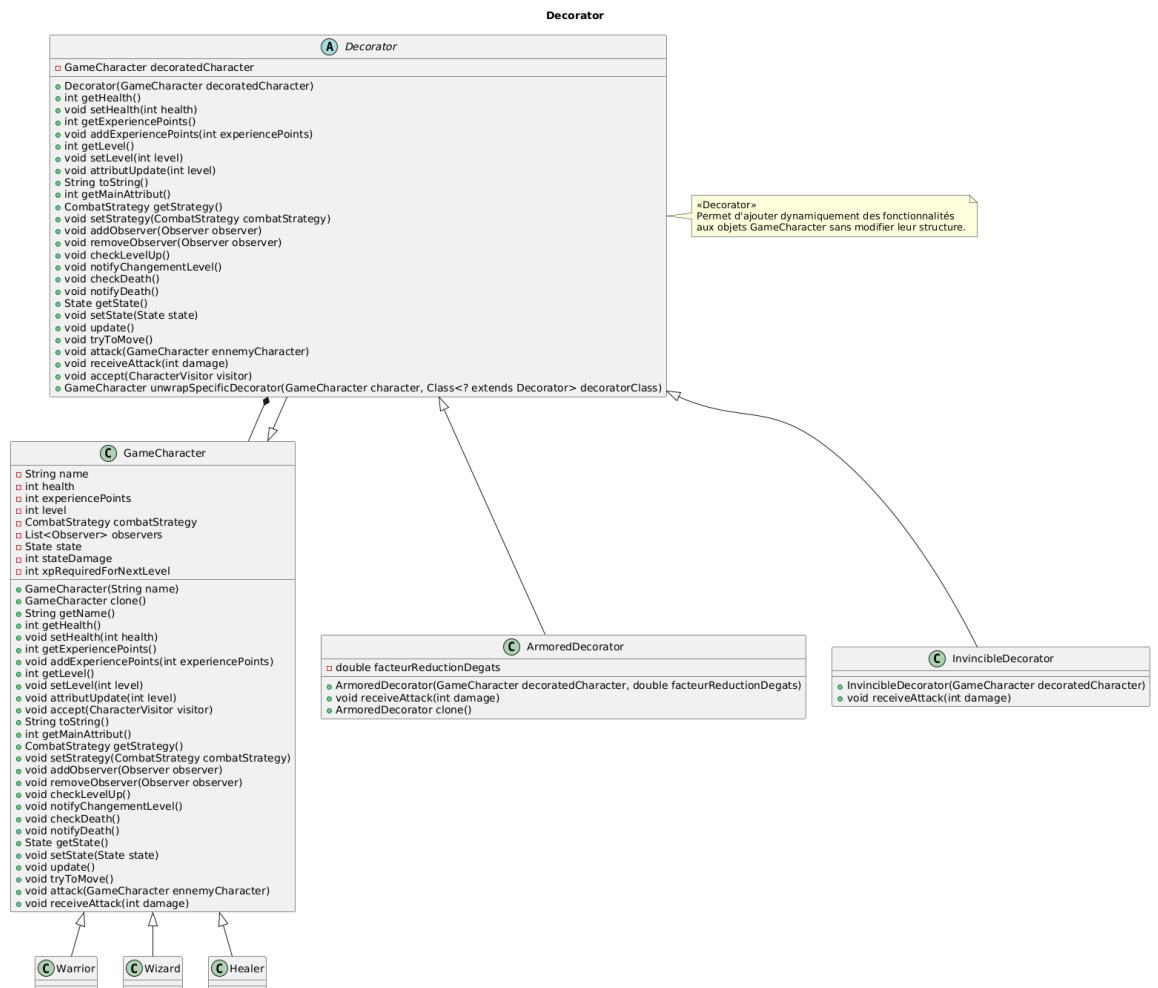 Decorator
A Decorator
GameCharacter decoratedCharacter
Decorator(GameCharacter decoratedCharacter)
int getHealth()
void setHealth(int health)
int getExperiencePoints()
void addExperiencePoints(int experiencePoints)
int getLevel()
void setLevel(int level)
void attributUpdate(int level)
String toString()
int getMainAttribut()
CombatStrategy getStrategy()
void setStrategy(CombatStrategy combatStrategy)
void addObserver(Observer observer)
void removeObserver(Observer observer)
void checkLevelUp()
void notifyChangementLevel()
void checkDeath()
void notifyDeath()
State getState()
void setState(State state)
void update()
void tryToMove()
void attack(GameCharacter ennemyCharacter)
void receiveAttack(int damage)
void accept(CharacterVisitor visitor)
GameCharacter unwrapSpecificDecorator(GameCharacter character, Class<? extends Decorator> decoratorClass)
«Decorator»
Permet d'ajouter dynamiquement des fonctionnalités
aux objets GameCharacter sans modifier leur structure.
C GameCharacter
String name
int health
int experiencePoints
int level
CombatStrategy combatStrategy
List<Observer> observers
State state
int stateDamage
int xpRequiredForNextLevel
GameCharacter(String name)
GameCharacter clone()
String getName()
int getHealth()
void setHealth(int health)
int getExperiencePoints()
void addExperiencePoints(int experiencePoints)
int getLevel()
void setLevel(int level)
void attributUpdate(int level)
void accept(CharacterVisitor visitor)
String toString()
int getMainAttribut()
CombatStrategy getStrategy()
void setStrategy(CombatStrategy combatStrategy)
void addObserver(Observer observer)
void removeObserver(Observer observer)
void checkLevelUp()
void notifyChangementLevel()
void checkDeath()
void notifyDeath()
State getState()
void setState(State state)
void update()
void tryToMove()
void attack(GameCharacter ennemyCharacter)
void receiveAttack(int damage)
C ArmoredDecorator
double facteurReductionDegats
ArmoredDecorator(GameCharacter decoratedCharacter, double facteurReductionDegats)
void receiveAttack(int damage)
ArmoredDecorator clone()
C InvincibleDecorator
InvincibleDecorator(GameCharacter decoratedCharacter)
void receiveAttack(int damage)
C Warrior
C Wizard
C Healer